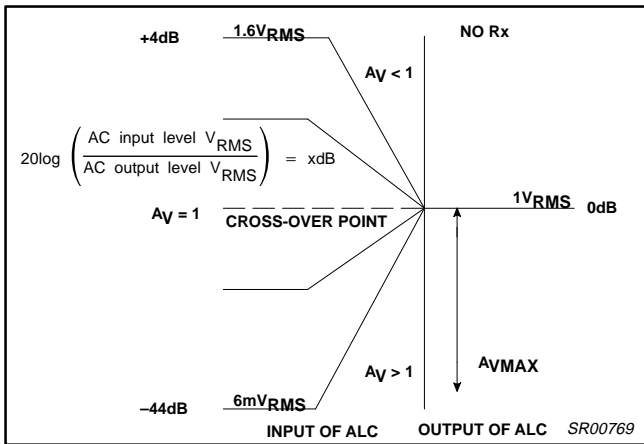 +4dB
1.6VRMS
NO Rx
AV < 1
20log ( AC input level VRMS / AC output level VRMS ) = xdB
1VRMS
0dB
AV = 1
CROSS-OVER POINT
AV > 1
AVMAX
–44dB
6mVRMS
INPUT OF ALC
OUTPUT OF ALC
SR00769